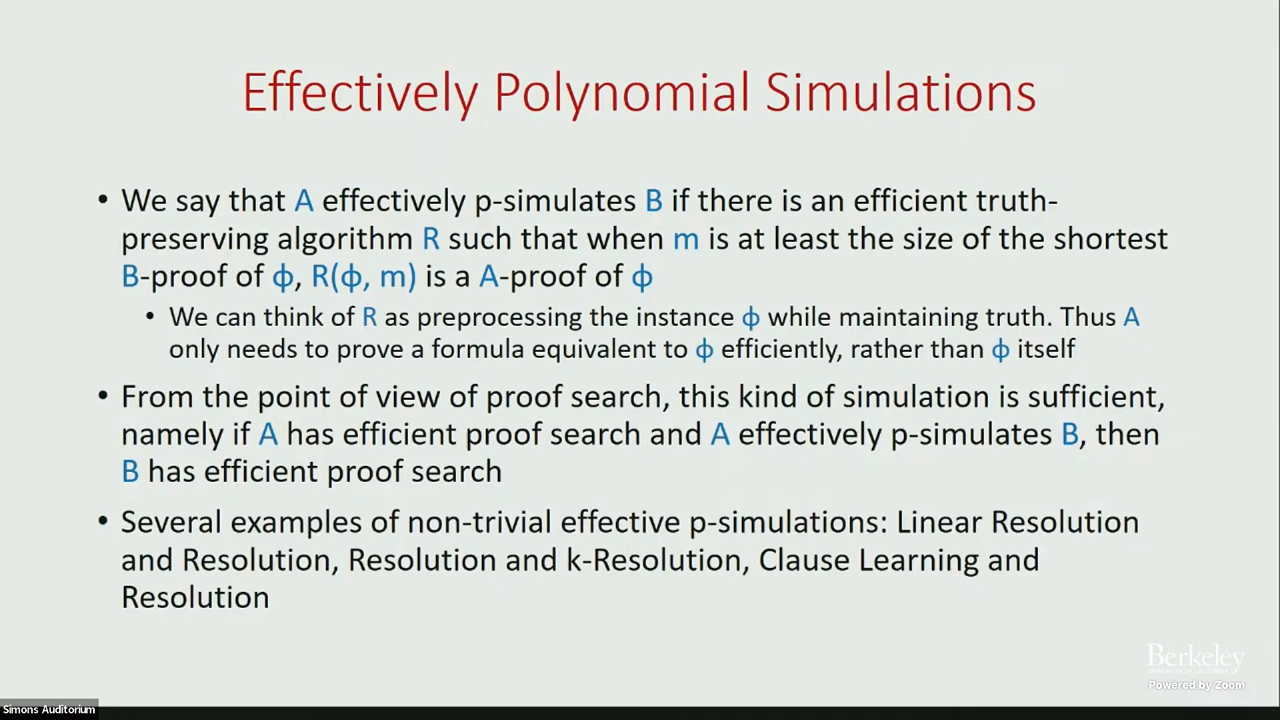 Effectively Polynomial Simulations
• We say that A effectively p-simulates B if there is an efficient truth-
preserving algorithm R such that when m is at least the size of the shortest
B-proof of ϕ, R(ϕ, m) is a A-proof of ϕ
• We can think of R as preprocessing the instance ϕ while maintaining truth. Thus A
only needs to prove a formula equivalent to ϕ efficiently, rather than ϕ itself
• From the point of view of proof search, this kind of simulation is sufficient,
namely if A has efficient proof search and A effectively p-simulates B, then
B has efficient proof search
• Several examples of non-trivial effective p-simulations: Linear Resolution
and Resolution, Resolution and k-Resolution, Clause Learning and
Resolution
Berkeley
UNIVERSITY OF CALIFORNIA
Powered by Zoom
Simons Auditorium